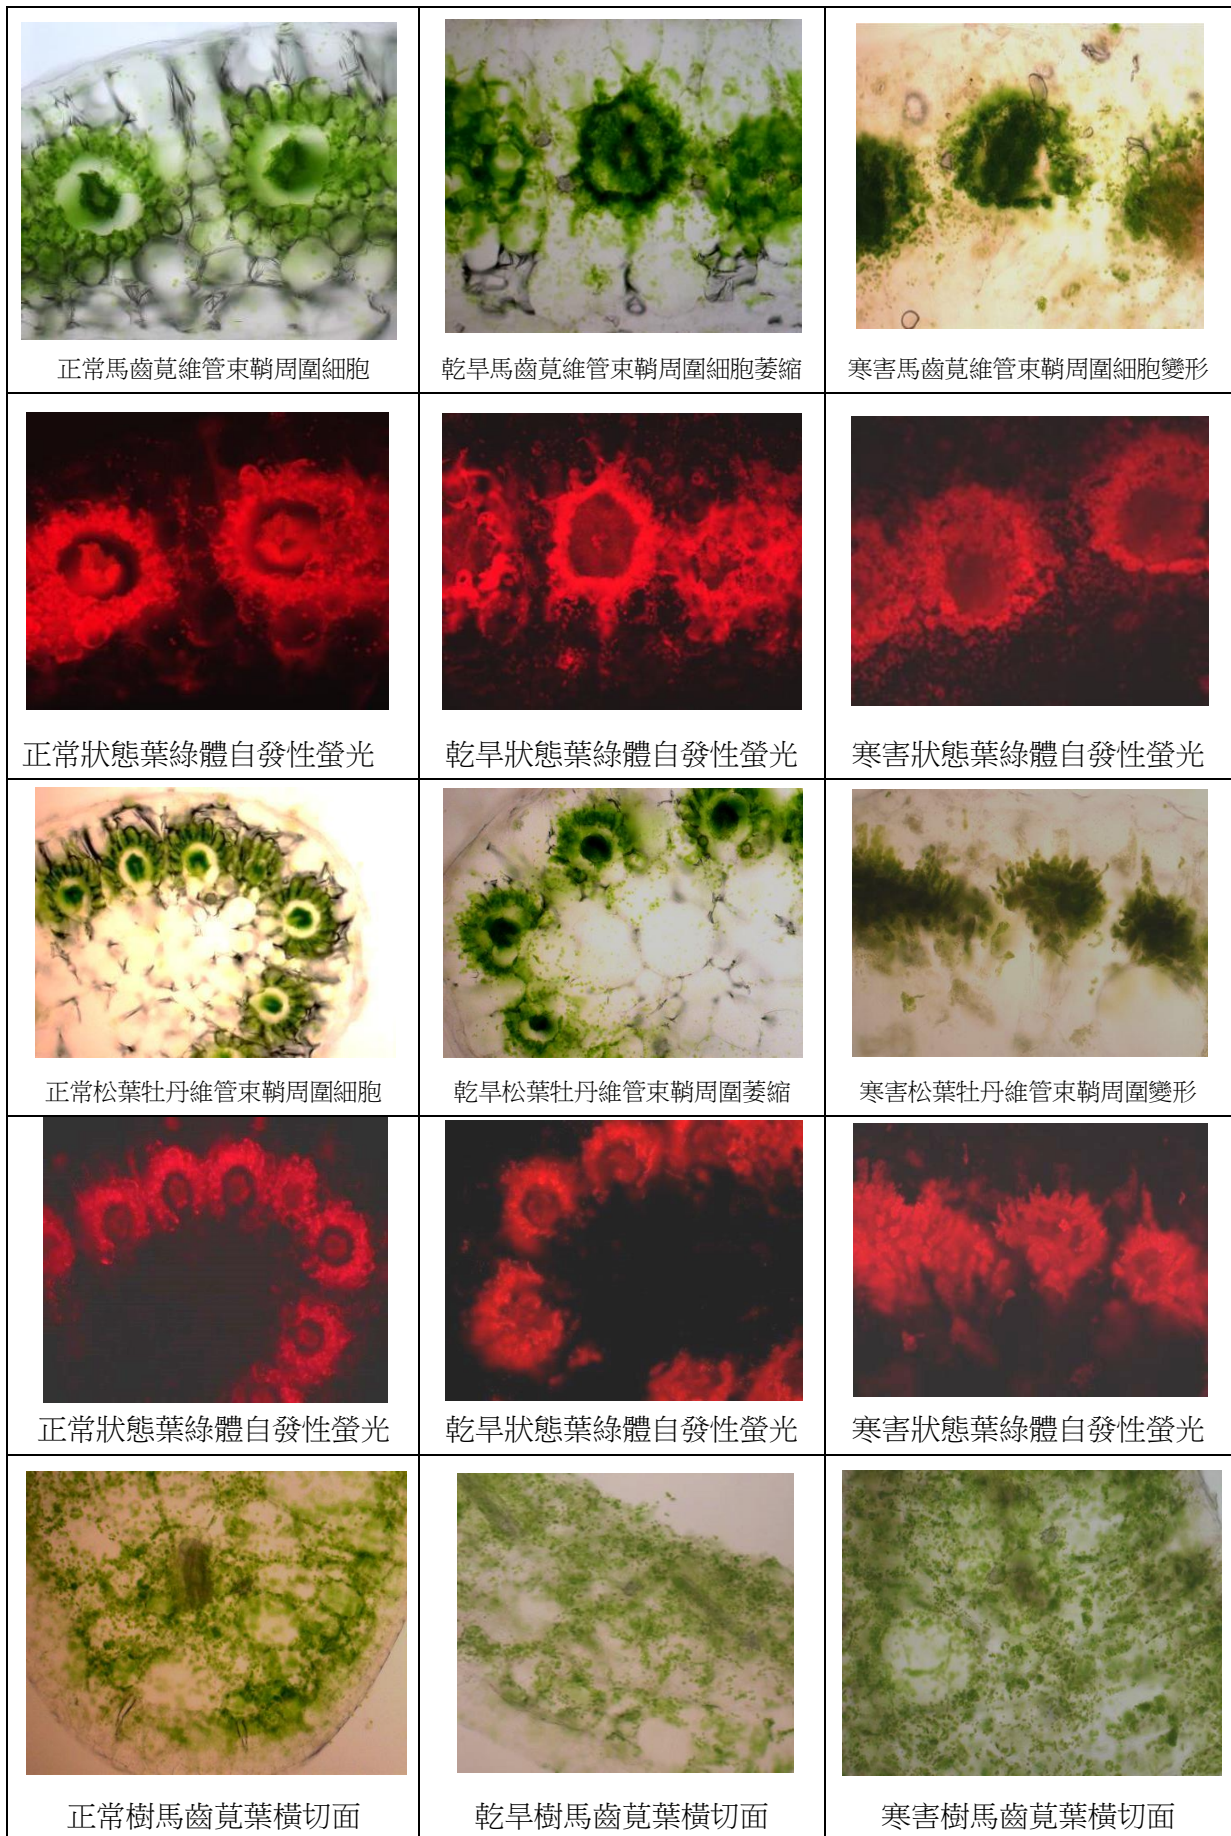 正常馬齒莧維管束鞘周圍細胞
乾旱馬齒莧維管束鞘周圍細胞萎縮
寒害馬齒莧維管束鞘周圍細胞變形
正常狀態葉綠體自發性螢光
乾旱狀態葉綠體自發性螢光
寒害狀態葉綠體自發性螢光
正常松葉牡丹維管束鞘周圍細胞
乾旱松葉牡丹維管束鞘周圍萎縮
寒害松葉牡丹維管束鞘周圍變形
正常狀態葉綠體自發性螢光
乾旱狀態葉綠體自發性螢光
寒害狀態葉綠體自發性螢光
正常樹馬齒莧葉橫切面
乾旱樹馬齒莧葉橫切面
寒害樹馬齒莧葉橫切面